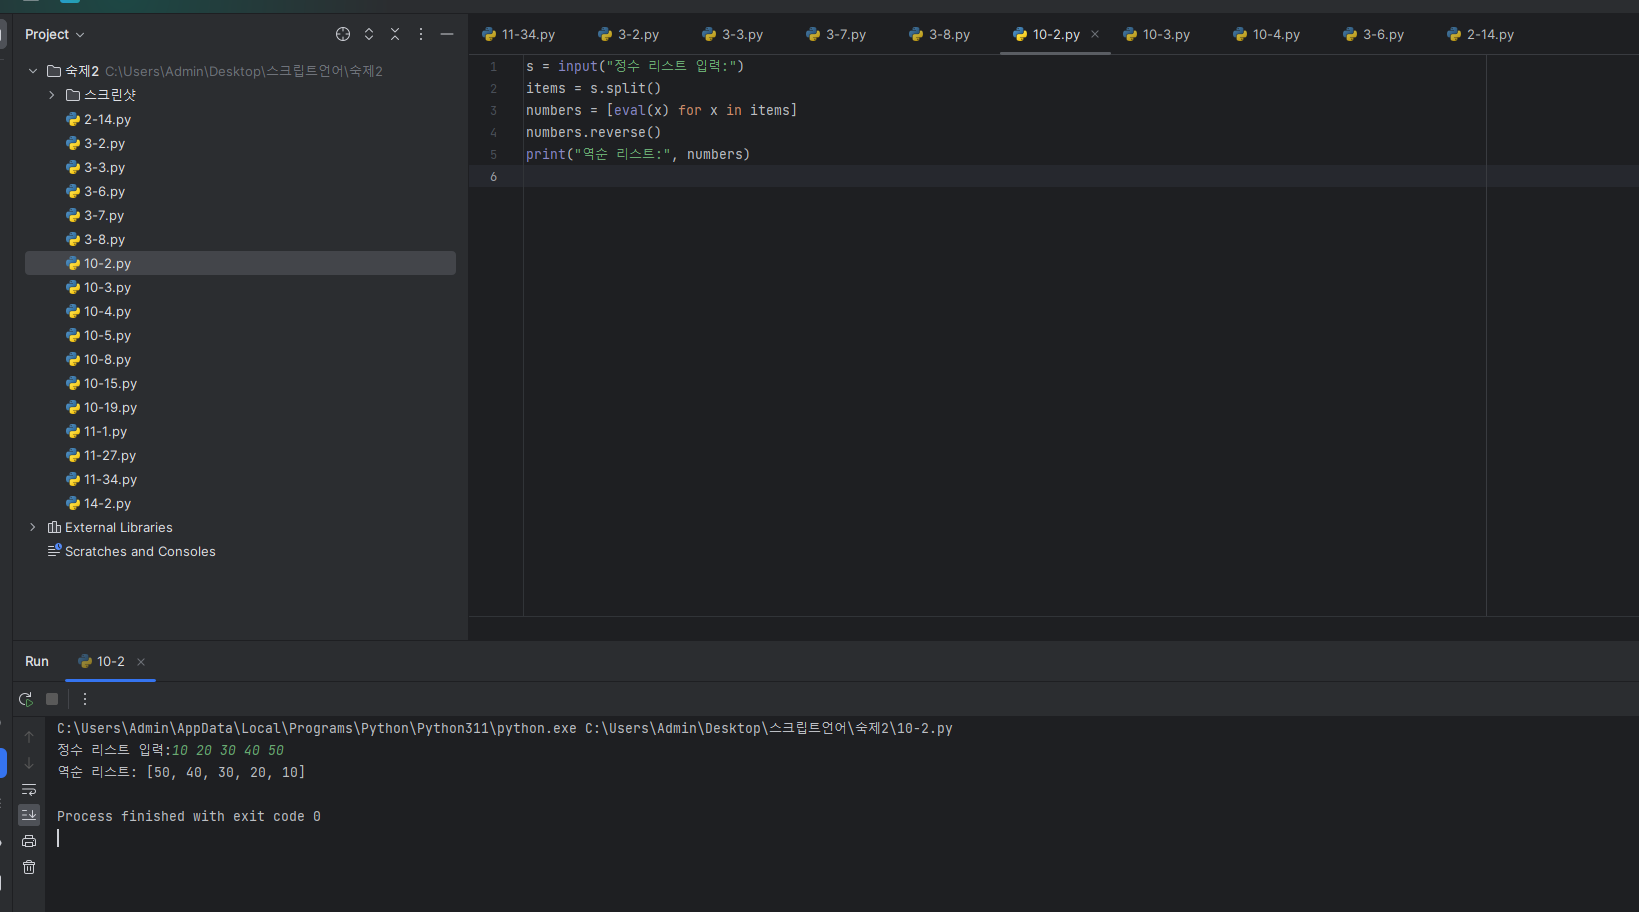 Project
숙제2 C:\Users\Admin\Desktop\스크립트언어\숙제2
스크린샷
2-14.py
3-2.py
3-3.py
3-6.py
3-7.py
3-8.py
10-2.py
10-3.py
10-4.py
10-5.py
10-8.py
10-15.py
10-19.py
11-1.py
11-27.py
11-34.py
14-2.py
External Libraries
Scratches and Consoles
11-34.py 3-2.py 3-3.py 3-7.py 3-8.py 10-2.py 10-3.py 10-4.py 3-6.py 2-14.py
1 s = input("정수 리스트 입력:")
2 items = s.split()
3 numbers = [eval(x) for x in items]
4 numbers.reverse()
5 print("역순 리스트:", numbers)
6
Run 10-2
C:\Users\Admin\AppData\Local\Programs\Python\Python311\python.exe C:\Users\Admin\Desktop\스크립트언어\숙제2\10-2.py
정수 리스트 입력:10 20 30 40 50
역순 리스트: [50, 40, 30, 20, 10]
Process finished with exit code 0